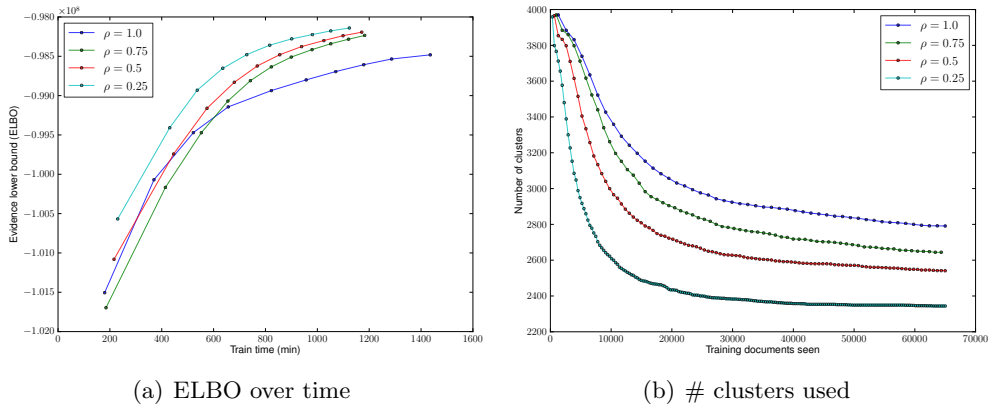 −0.980 ×10⁸
−0.985
−0.990
−0.995
−1.000
−1.005
−1.010
−1.015
−1.020
0 200 400 600 800 1000 1200 1400 1600
Train time (min)
Evidence lower bound (ELBO)
ρ = 1.0
ρ = 0.75
ρ = 0.5
ρ = 0.25
(a) ELBO over time
4000
3800
3600
3400
3200
3000
2800
2600
2400
2200
0 10000 20000 30000 40000 50000 60000 70000
Training documents seen
Number of clusters
ρ = 1.0
ρ = 0.75
ρ = 0.5
ρ = 0.25
(b) # clusters used